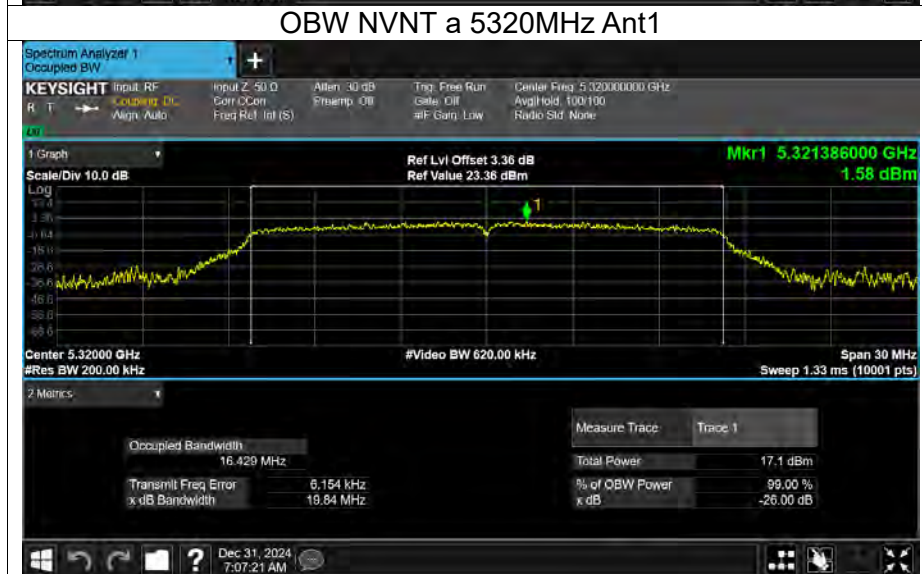 OBW NVNT a 5320MHz Ant1
Spectrum Analyzer 1
Occupied BW
+
KEYSIGHT Input: RF Input Z: 50 Ω Atten: 30 dB Trig: Free Run Center Freq: 5.320000000 GHz
R T Coupling: DC Corr CCorr Preamp: Off Gate: Off Avg|Hold: 100/100
Align: Auto Freq Ref: Int (S) #IF Gain: Low Radio Std: None
1 Graph
Ref Lvl Offset 3.36 dB Mkr1 5.321386000 GHz
Scale/Div 10.0 dB Ref Value 23.36 dBm 1.58 dBm
Log
1
Center 5.32000 GHz #Video BW 620.00 kHz Span 30 MHz
#Res BW 200.00 kHz Sweep 1.33 ms (10001 pts)
2 Metrics
Measure Trace Trace 1
Occupied Bandwidth
16.429 MHz Total Power 17.1 dBm
Transmit Freq Error 6.154 kHz % of OBW Power 99.00 %
x dB Bandwidth 19.84 MHz x dB -26.00 dB
? Dec 31, 2024
7:07:21 AM